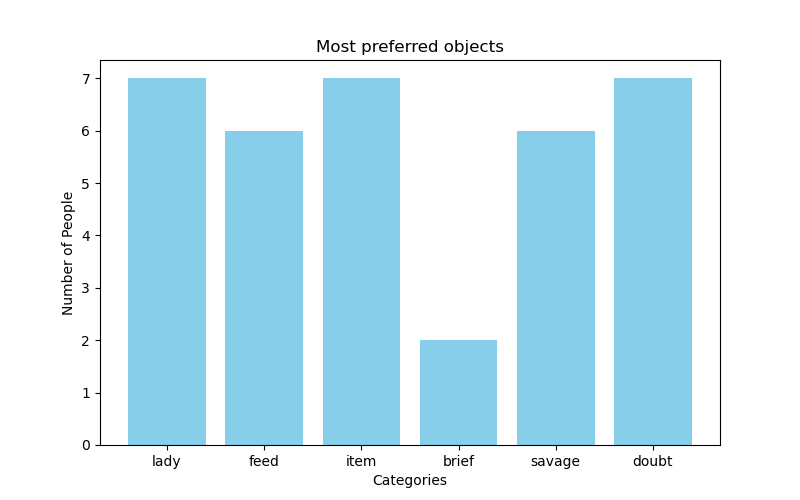 Most preferred objects
Number of People
7
6
5
4
3
2
1
0
lady feed item brief savage doubt
Categories